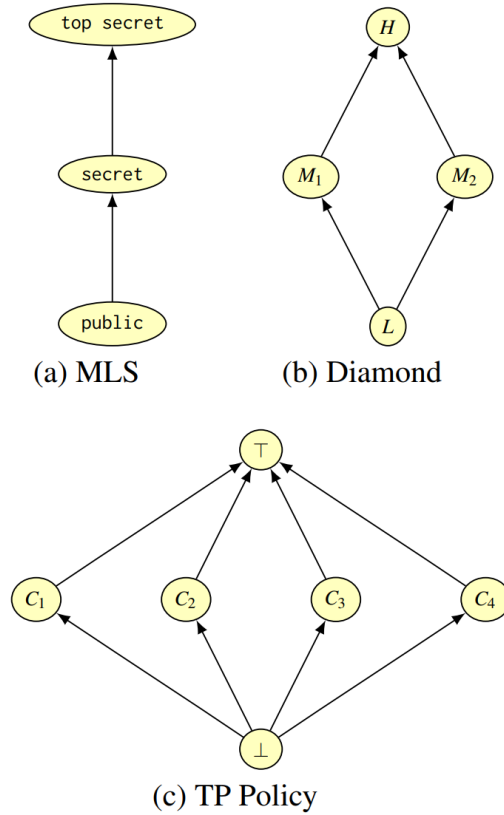 top secret
H
secret
M₁ M₂
public
L
(a) MLS
(b) Diamond
⊤
C₁ C₂ C₃ C₄
⊥
(c) TP Policy